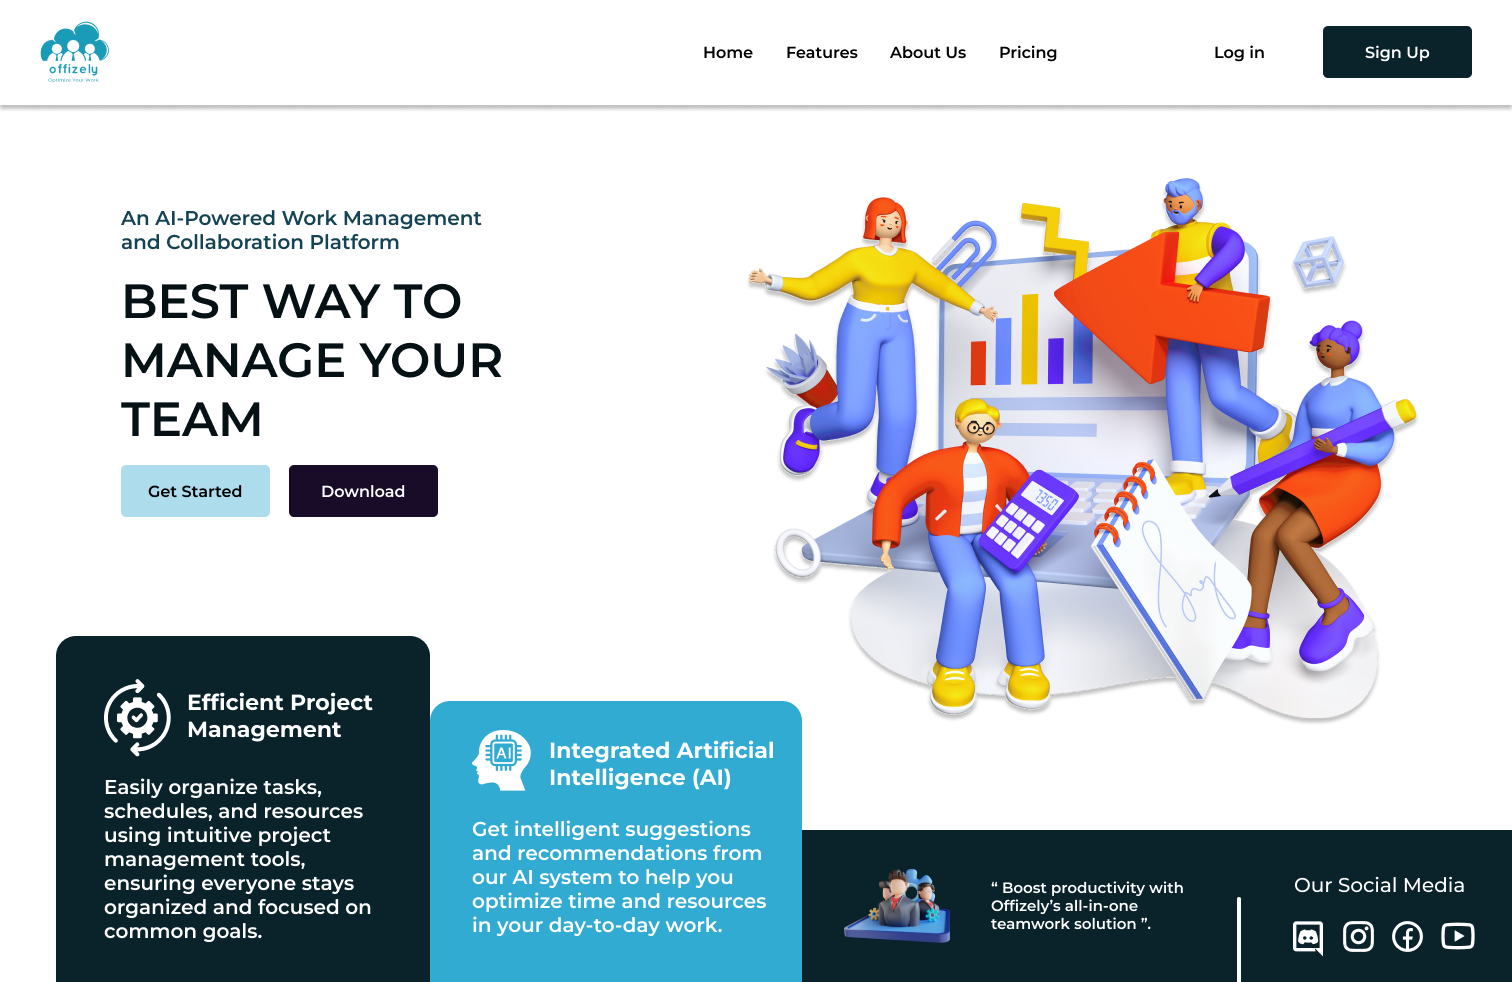 offizely
Optimize Your Work
Home
Features
About Us
Pricing
Log in
Sign Up
An AI-Powered Work Management
and Collaboration Platform
BEST WAY TO
MANAGE YOUR
TEAM
Get Started
Download
7350
Efficient Project
Management
Easily organize tasks,
schedules, and resources
using intuitive project
management tools,
ensuring everyone stays
organized and focused on
common goals.
AI
Integrated Artificial
Intelligence (AI)
Get intelligent suggestions
and recommendations from
our AI system to help you
optimize time and resources
in your day-to-day work.
“ Boost productivity with
Offizely’s all-in-one
teamwork solution ”.
Our Social Media